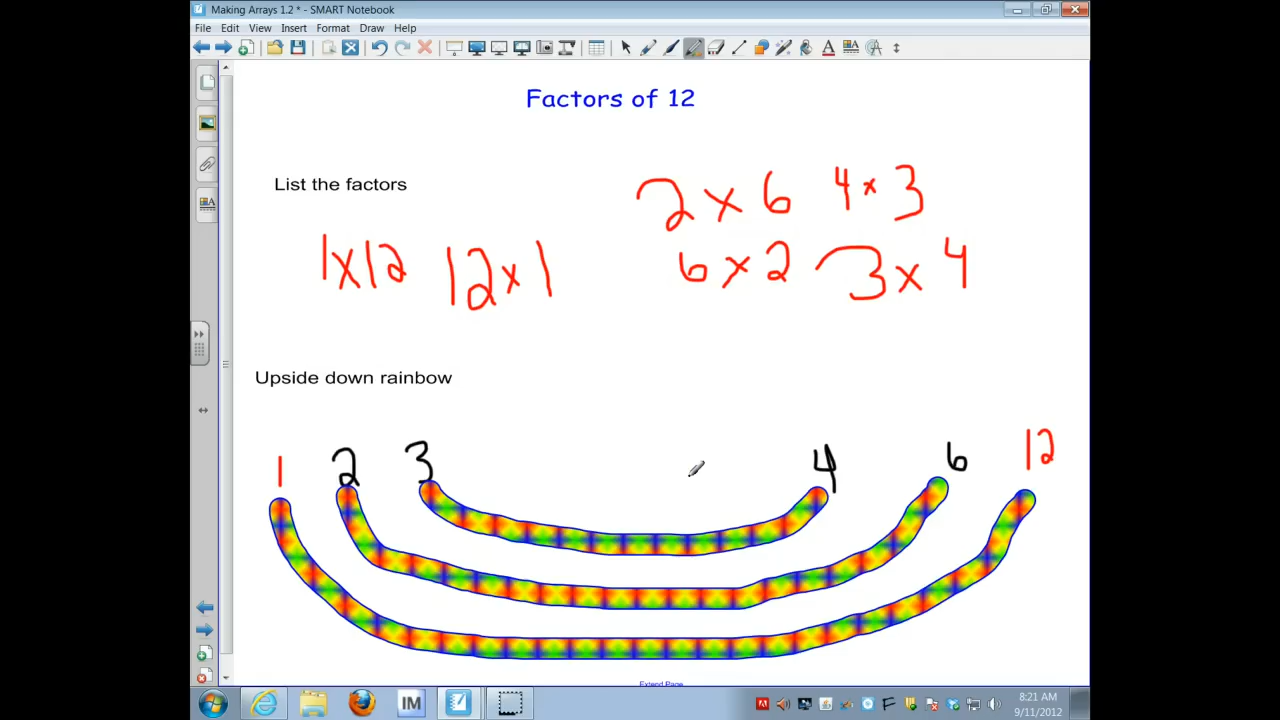 Making Arrays 1.2 * - SMART Notebook
File Edit View Insert Format Draw Help
Factors of 12
List the factors
2 x 6 4 x 3
1x12 12 x 1 6 x 2 3 x 4
Upside down rainbow
1 2 3 4 6 12
Extend Page
IM
8:21 AM
9/11/2012